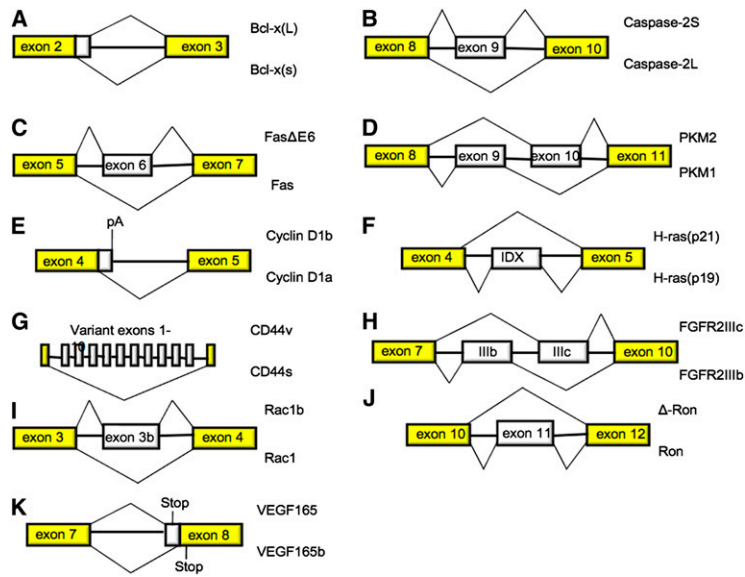 A
Bcl-x(L)
exon 2
exon 3
Bcl-x(s)
B
Caspase-2S
exon 8
exon 9
exon 10
Caspase-2L
C
FasΔE6
exon 5
exon 6
exon 7
Fas
D
PKM2
exon 8
exon 9
exon 10
exon 11
PKM1
E
pA
Cyclin D1b
exon 4
exon 5
Cyclin D1a
F
H-ras(p21)
exon 4
IDX
exon 5
H-ras(p19)
G
Variant exons 1-
10
CD44v
CD44s
H
FGFR2IIIc
exon 7
IIIb
IIIc
exon 10
FGFR2IIIb
I
Rac1b
exon 3
exon 3b
exon 4
Rac1
J
Δ-Ron
exon 10
exon 11
exon 12
Ron
K
Stop
VEGF165
exon 7
exon 8
VEGF165b
Stop